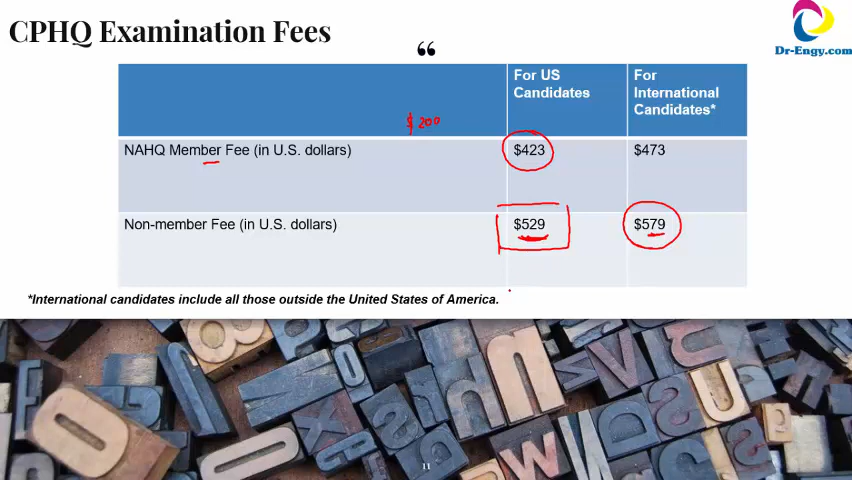 CPHQ Examination Fees
Dr-Engy.com
“
For US Candidates
For International Candidates*
$200
NAHQ Member Fee (in U.S. dollars)
$423
$473
Non-member Fee (in U.S. dollars)
$529
$579
*International candidates include all those outside the United States of America.
11